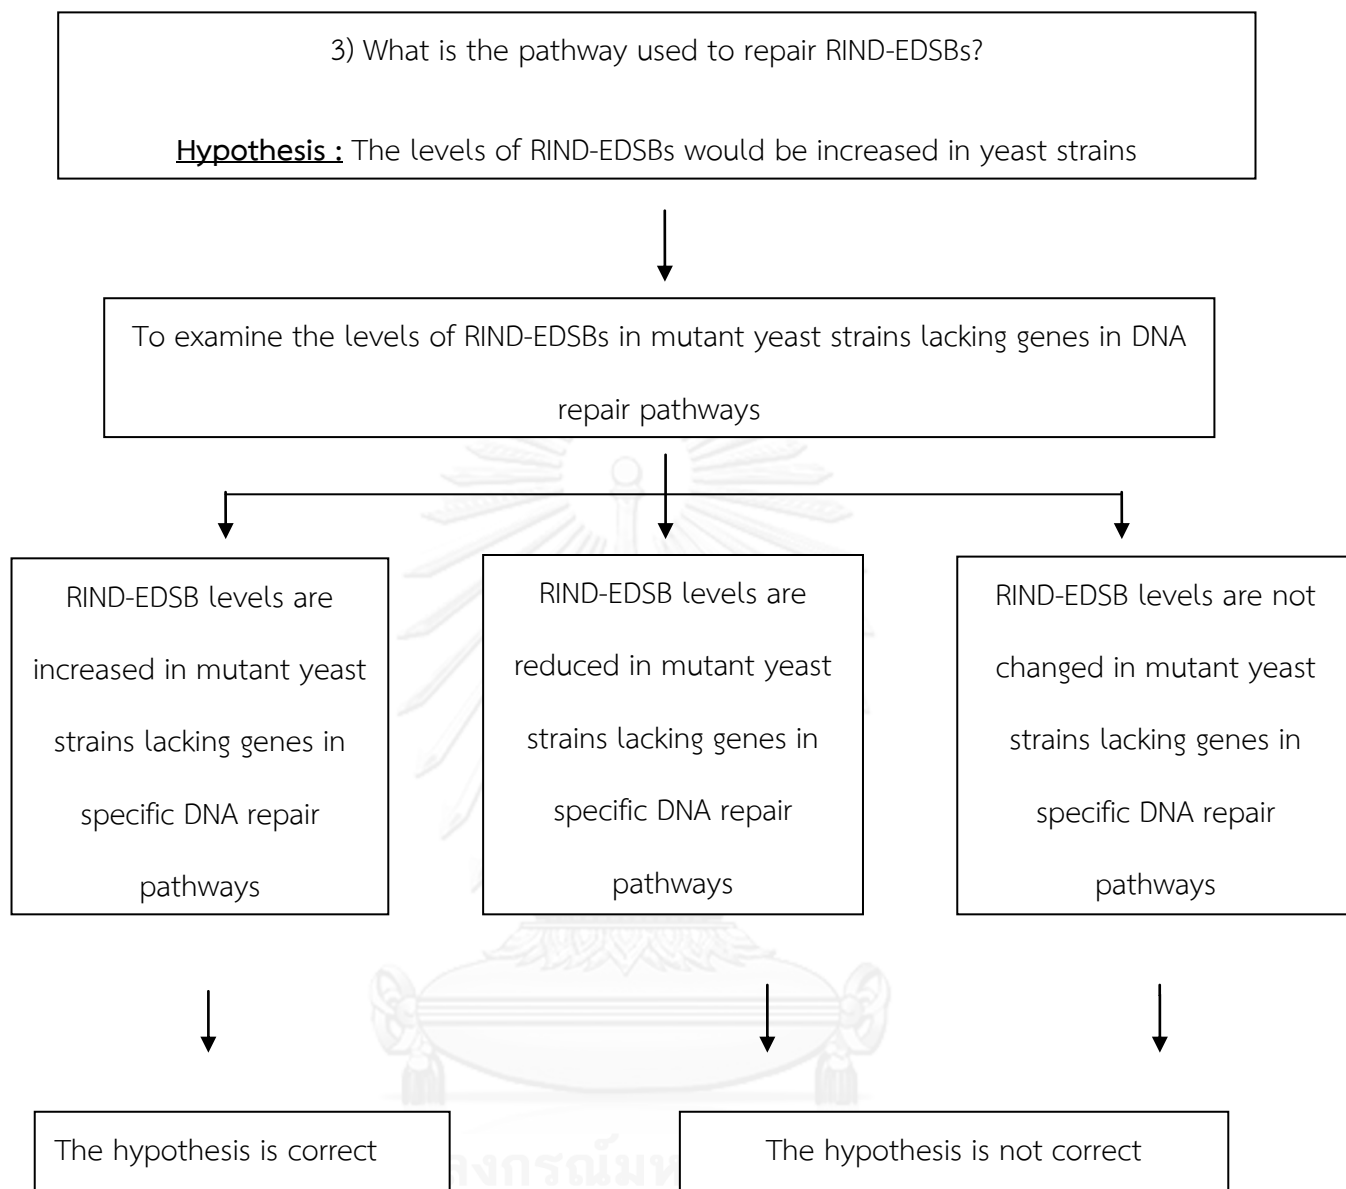 3) What is the pathway used to repair RIND-EDSBs?
Hypothesis : The levels of RIND-EDSBs would be increased in yeast strains
To examine the levels of RIND-EDSBs in mutant yeast strains lacking genes in DNA
repair pathways
RIND-EDSB levels are
increased in mutant yeast
strains lacking genes in
specific DNA repair
pathways
RIND-EDSB levels are
reduced in mutant yeast
strains lacking genes in
specific DNA repair
pathways
RIND-EDSB levels are not
changed in mutant yeast
strains lacking genes in
specific DNA repair
pathways
The hypothesis is correct
The hypothesis is not correct